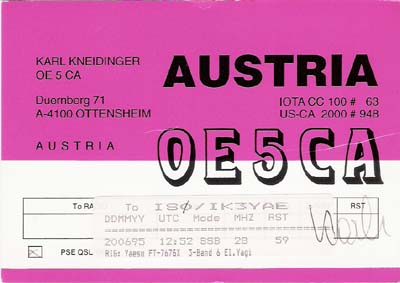 KARL KNEIDINGER
OE 5 CA
Duernberg 71
A-4100 OTTENSHEIM
AUSTRIA
AUSTRIA
IOTA CC 100 # 63
US-CA 2000 # 948
OE5CA
To RA
To ISØ/IK3YAE
RST
DDMMYY UTC Mode MHZ RST
200695 12:52 SSB 28 59
PSE QSL
RIG: Yaesu FT-767GX 3-Band 6 El.Yagi